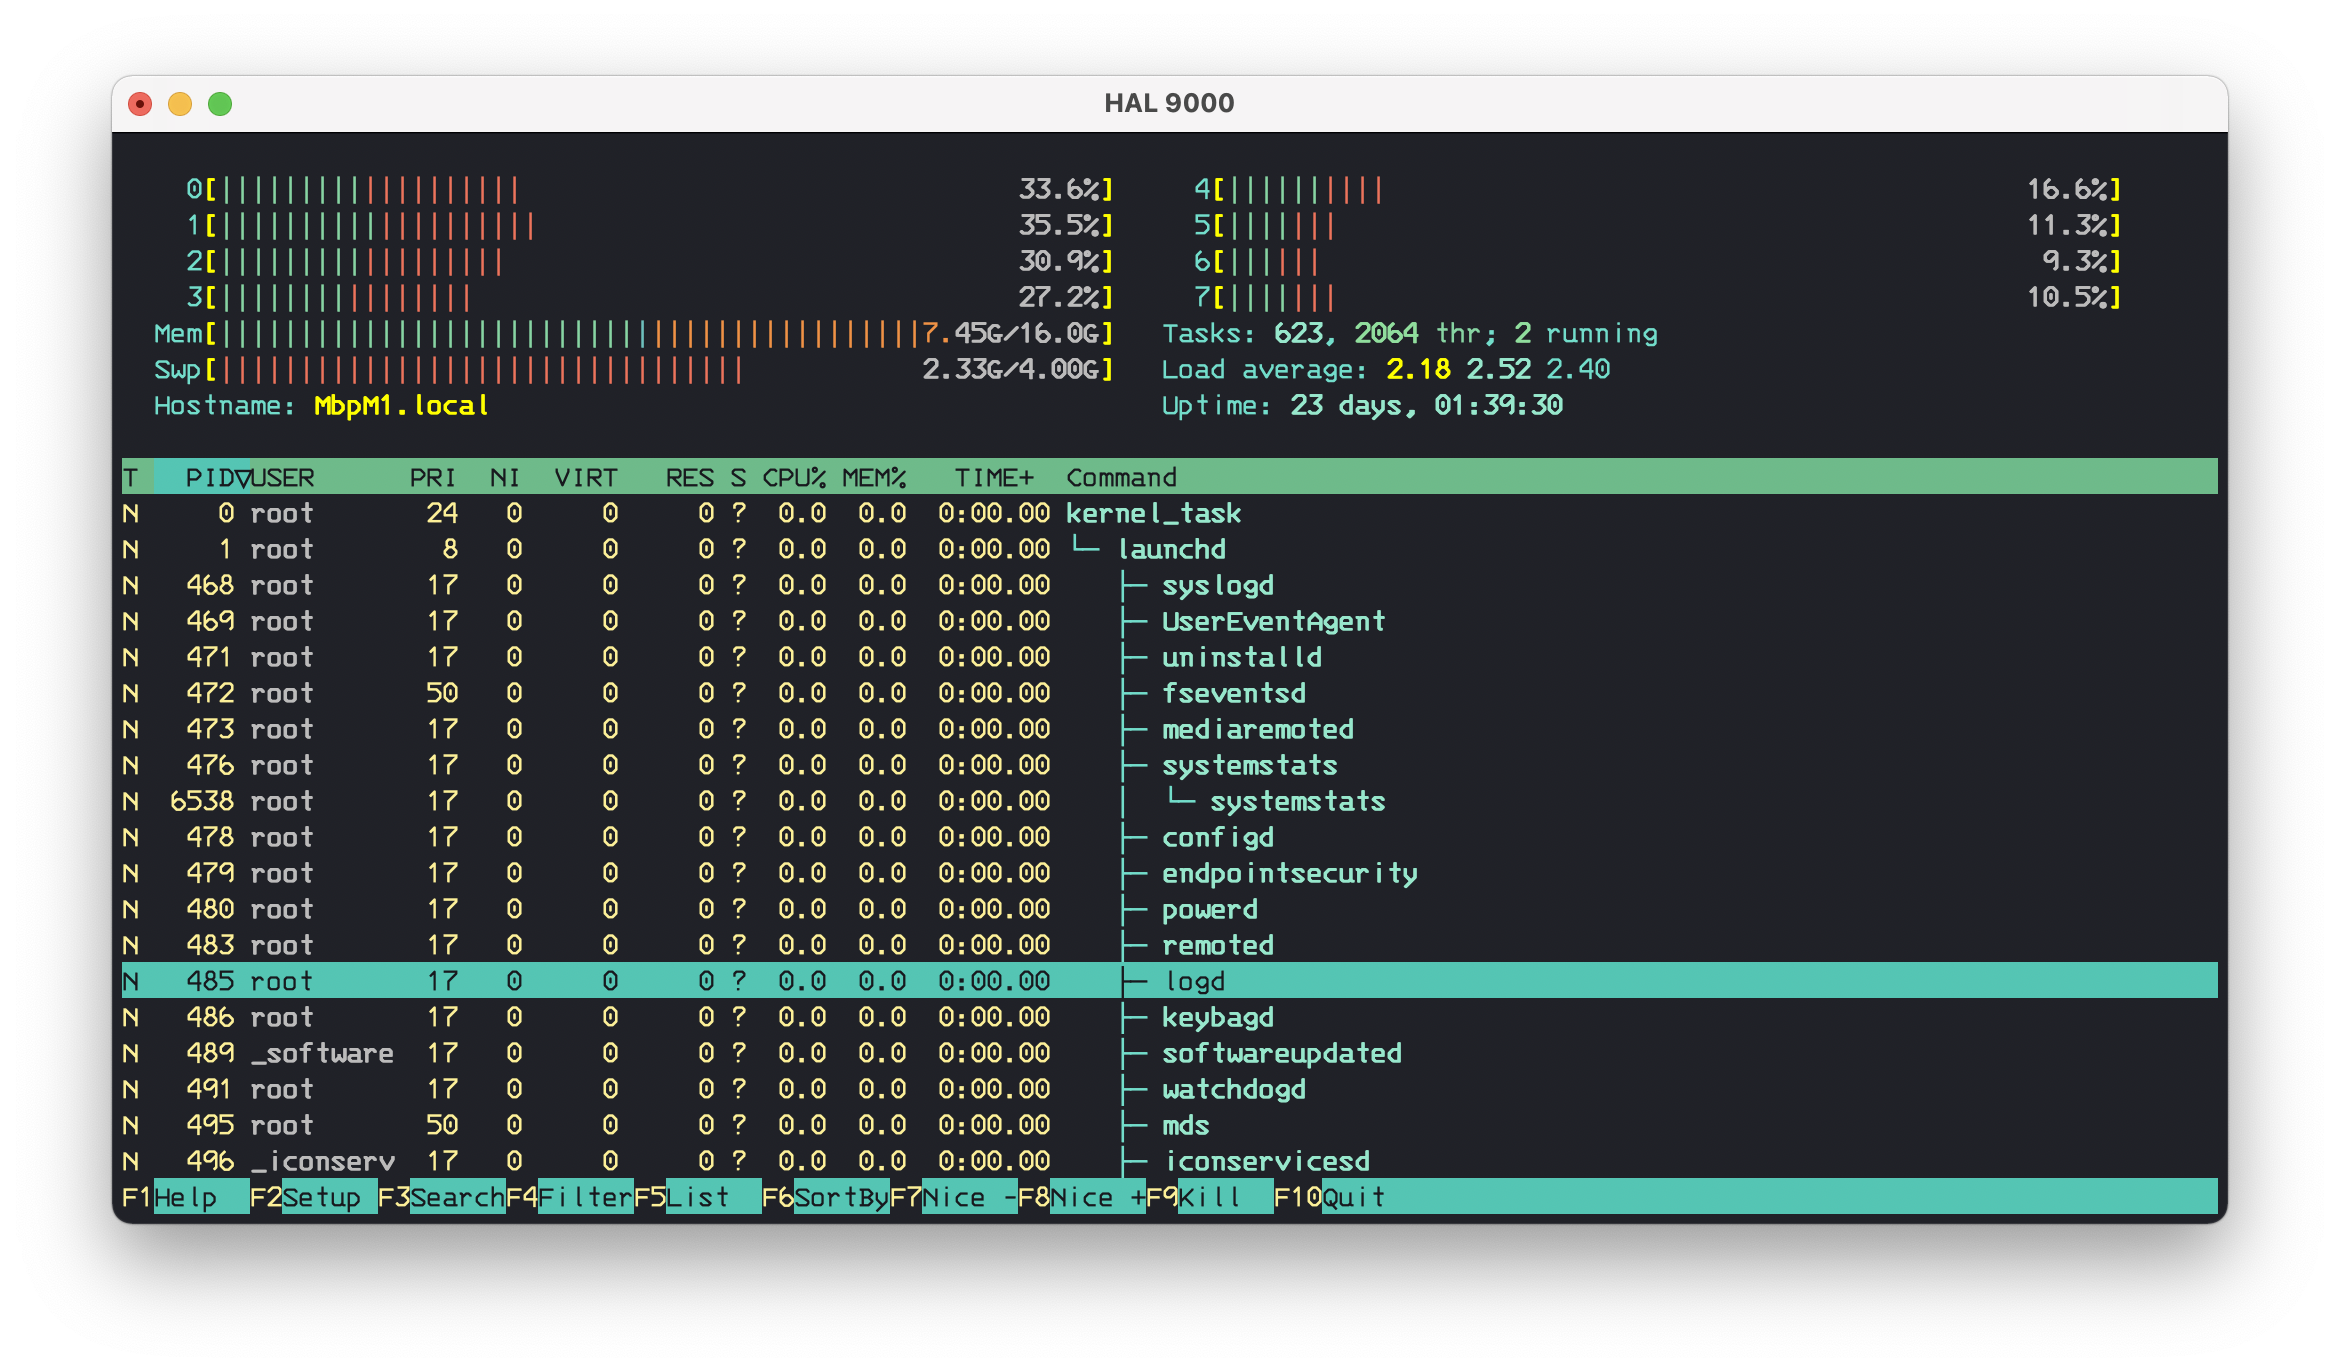 HAL 9000
0[||||||||||||||||||| 33.6%] 4[|||||||||| 16.6%]
1[|||||||||||||||||||| 35.5%] 5[||||||| 11.3%]
2[|||||||||||||||||| 30.9%] 6[|||||| 9.3%]
3[|||||||||||||||| 27.2%] 7[||||||| 10.5%]
Mem[||||||||||||||||||||||||||||||||||||||||||||7.45G/16.0G] Tasks: 623, 2064 thr; 2 running
Swp[||||||||||||||||||||||||||||||||| 2.33G/4.00G] Load average: 2.18 2.52 2.40
Hostname: MbpM1.local Uptime: 23 days, 01:39:30
T PID▽USER PRI NI VIRT RES S CPU% MEM% TIME+ Command
N 0 root 24 0 0 0 ? 0.0 0.0 0:00.00 kernel_task
N 1 root 8 0 0 0 ? 0.0 0.0 0:00.00 └─ launchd
N 468 root 17 0 0 0 ? 0.0 0.0 0:00.00 ├─ syslogd
N 469 root 17 0 0 0 ? 0.0 0.0 0:00.00 ├─ UserEventAgent
N 471 root 17 0 0 0 ? 0.0 0.0 0:00.00 ├─ uninstalld
N 472 root 50 0 0 0 ? 0.0 0.0 0:00.00 ├─ fseventsd
N 473 root 17 0 0 0 ? 0.0 0.0 0:00.00 ├─ mediaremoted
N 476 root 17 0 0 0 ? 0.0 0.0 0:00.00 ├─ systemstats
N 6538 root 17 0 0 0 ? 0.0 0.0 0:00.00 │ └─ systemstats
N 478 root 17 0 0 0 ? 0.0 0.0 0:00.00 ├─ configd
N 479 root 17 0 0 0 ? 0.0 0.0 0:00.00 ├─ endpointsecurity
N 480 root 17 0 0 0 ? 0.0 0.0 0:00.00 ├─ powerd
N 483 root 17 0 0 0 ? 0.0 0.0 0:00.00 ├─ remoted
N 485 root 17 0 0 0 ? 0.0 0.0 0:00.00 ├─ logd
N 486 root 17 0 0 0 ? 0.0 0.0 0:00.00 ├─ keybagd
N 489 _software 17 0 0 0 ? 0.0 0.0 0:00.00 ├─ softwareupdated
N 491 root 17 0 0 0 ? 0.0 0.0 0:00.00 ├─ watchdogd
N 495 root 50 0 0 0 ? 0.0 0.0 0:00.00 ├─ mds
N 496 _iconserv 17 0 0 0 ? 0.0 0.0 0:00.00 ├─ iconservicesd
F1Help F2Setup F3SearchF4FilterF5List F6SortByF7Nice -F8Nice +F9Kill F10Quit